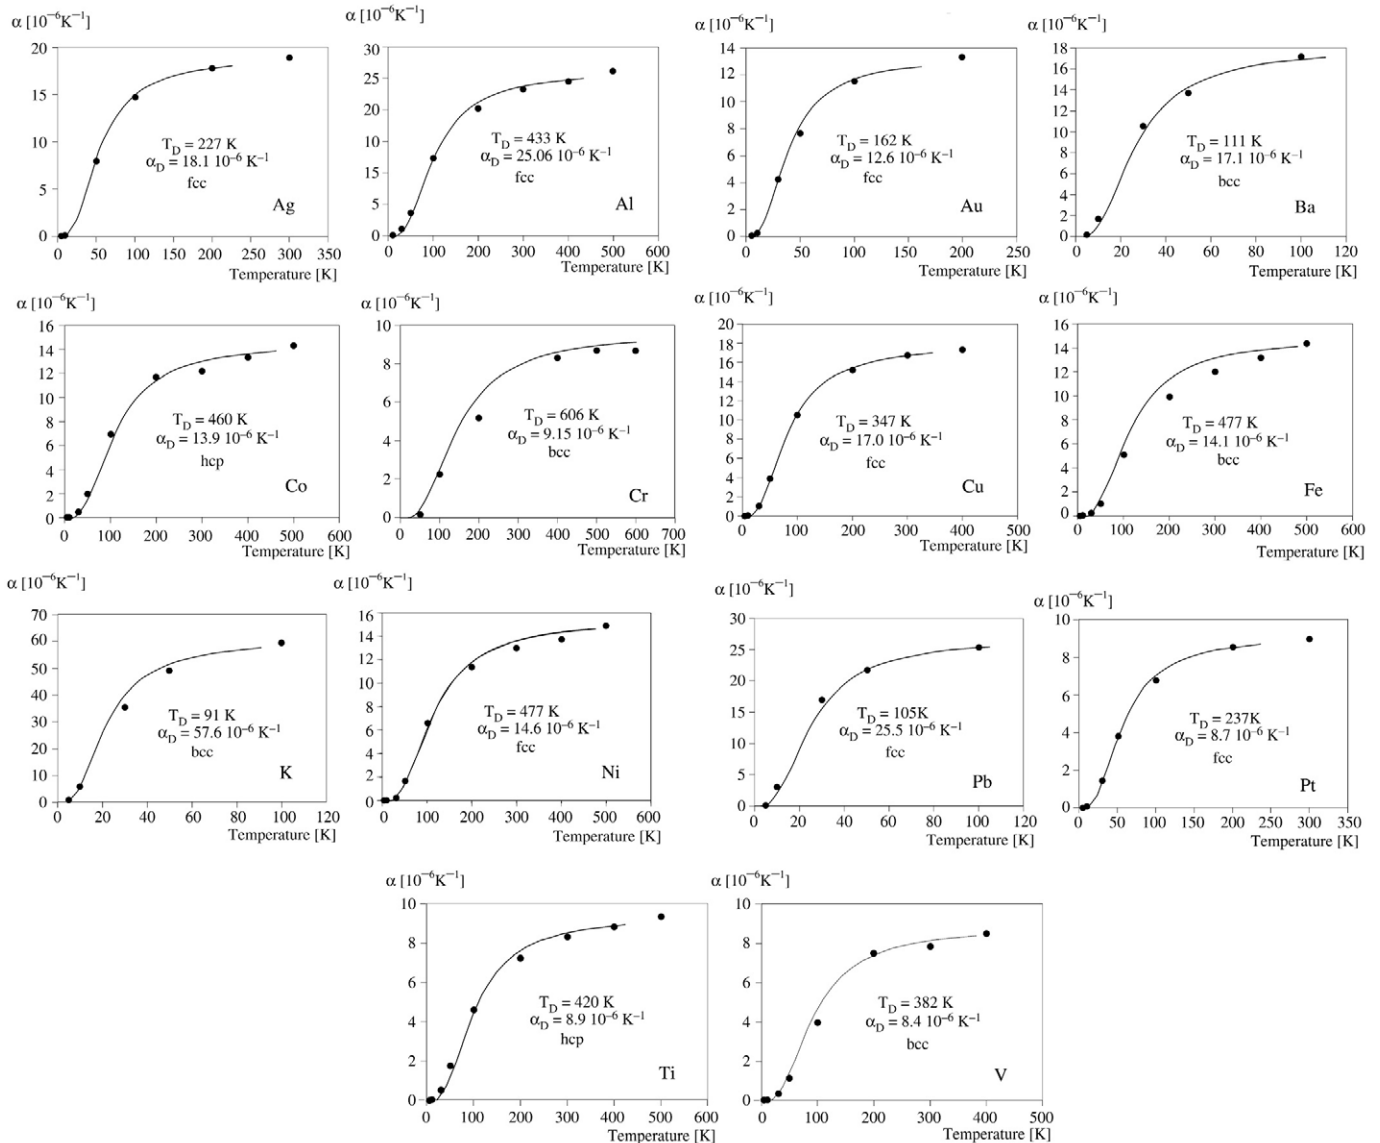 α [10⁻⁶K⁻¹]
20
15
10
5
0
T_D = 227 K
α_D = 18.1 10⁻⁶ K⁻¹
fcc
Ag
0 50 100 150 200 250 300 350
Temperature [K]
α [10⁻⁶K⁻¹]
30
25
20
10
15
5
0
T_D = 433 K
α_D = 25.06 10⁻⁶ K⁻¹
fcc
Al
0 100 200 300 400 500 600
Temperature [K]
α [10⁻⁶K⁻¹]
14
12
10
8
6
4
2
0
T_D = 162 K
α_D = 12.6 10⁻⁶ K⁻¹
fcc
Au
0 50 100 150 200 250
Temperature [K]
α [10⁻⁶K⁻¹]
18
16
14
12
10
8
6
4
2
0
T_D = 111 K
α_D = 17.1 10⁻⁶ K⁻¹
bcc
Ba
0 20 40 60 80 100 120
Temperature [K]
α [10⁻⁶K⁻¹]
16
14
12
10
8
6
4
2
0
T_D = 460 K
α_D = 13.9 10⁻⁶ K⁻¹
hcp
Co
0 100 200 300 400 500 600
Temperature [K]
α [10⁻⁶K⁻¹]
10
8
6
4
2
0
T_D = 606 K
α_D = 9.15 10⁻⁶ K⁻¹
bcc
Cr
0 100 200 300 400 500 600 700
Temperature [K]
α [10⁻⁶K⁻¹]
20
18
16
14
12
10
8
6
4
2
0
T_D = 347 K
α_D = 17.0 10⁻⁶ K⁻¹
fcc
Cu
0 100 200 300 400 500
Temperature [K]
α [10⁻⁶K⁻¹]
16
14
12
10
8
6
4
2
0
T_D = 477 K
α_D = 14.1 10⁻⁶ K⁻¹
bcc
Fe
0 100 200 300 400 500 600
Temperature [K]
α [10⁻⁶K⁻¹]
70
60
50
40
30
20
10
0
T_D = 91 K
α_D = 57.6 10⁻⁶ K⁻¹
bcc
K
0 20 40 60 80 100 120
Temperature [K]
α [10⁻⁶K⁻¹]
16
14
12
10
8
6
4
2
0
T_D = 477 K
α_D = 14.6 10⁻⁶ K⁻¹
fcc
Ni
0 100 200 300 400 500 600
Temperature [K]
α [10⁻⁶K⁻¹]
30
25
20
15
10
5
0
T_D = 105K
α_D = 25.5 10⁻⁶ K⁻¹
fcc
Pb
0 20 40 60 80 100 120
Temperature [K]
α [10⁻⁶K⁻¹]
10
8
6
4
2
0
T_D = 237K
α_D = 8.7 10⁻⁶ K⁻¹
fcc
Pt
0 50 100 150 200 250 300 350
Temperature [K]
α [10⁻⁶K⁻¹]
10
8
6
4
2
0
T_D = 420 K
α_D = 8.9 10⁻⁶ K⁻¹
hcp
Ti
0 100 200 300 400 500 600
Temperature [K]
α [10⁻⁶K⁻¹]
10
8
6
4
2
0
T_D = 382 K
α_D = 8.4 10⁻⁶ K⁻¹
bcc
V
0 100 200 300 400 500
Temperature [K]